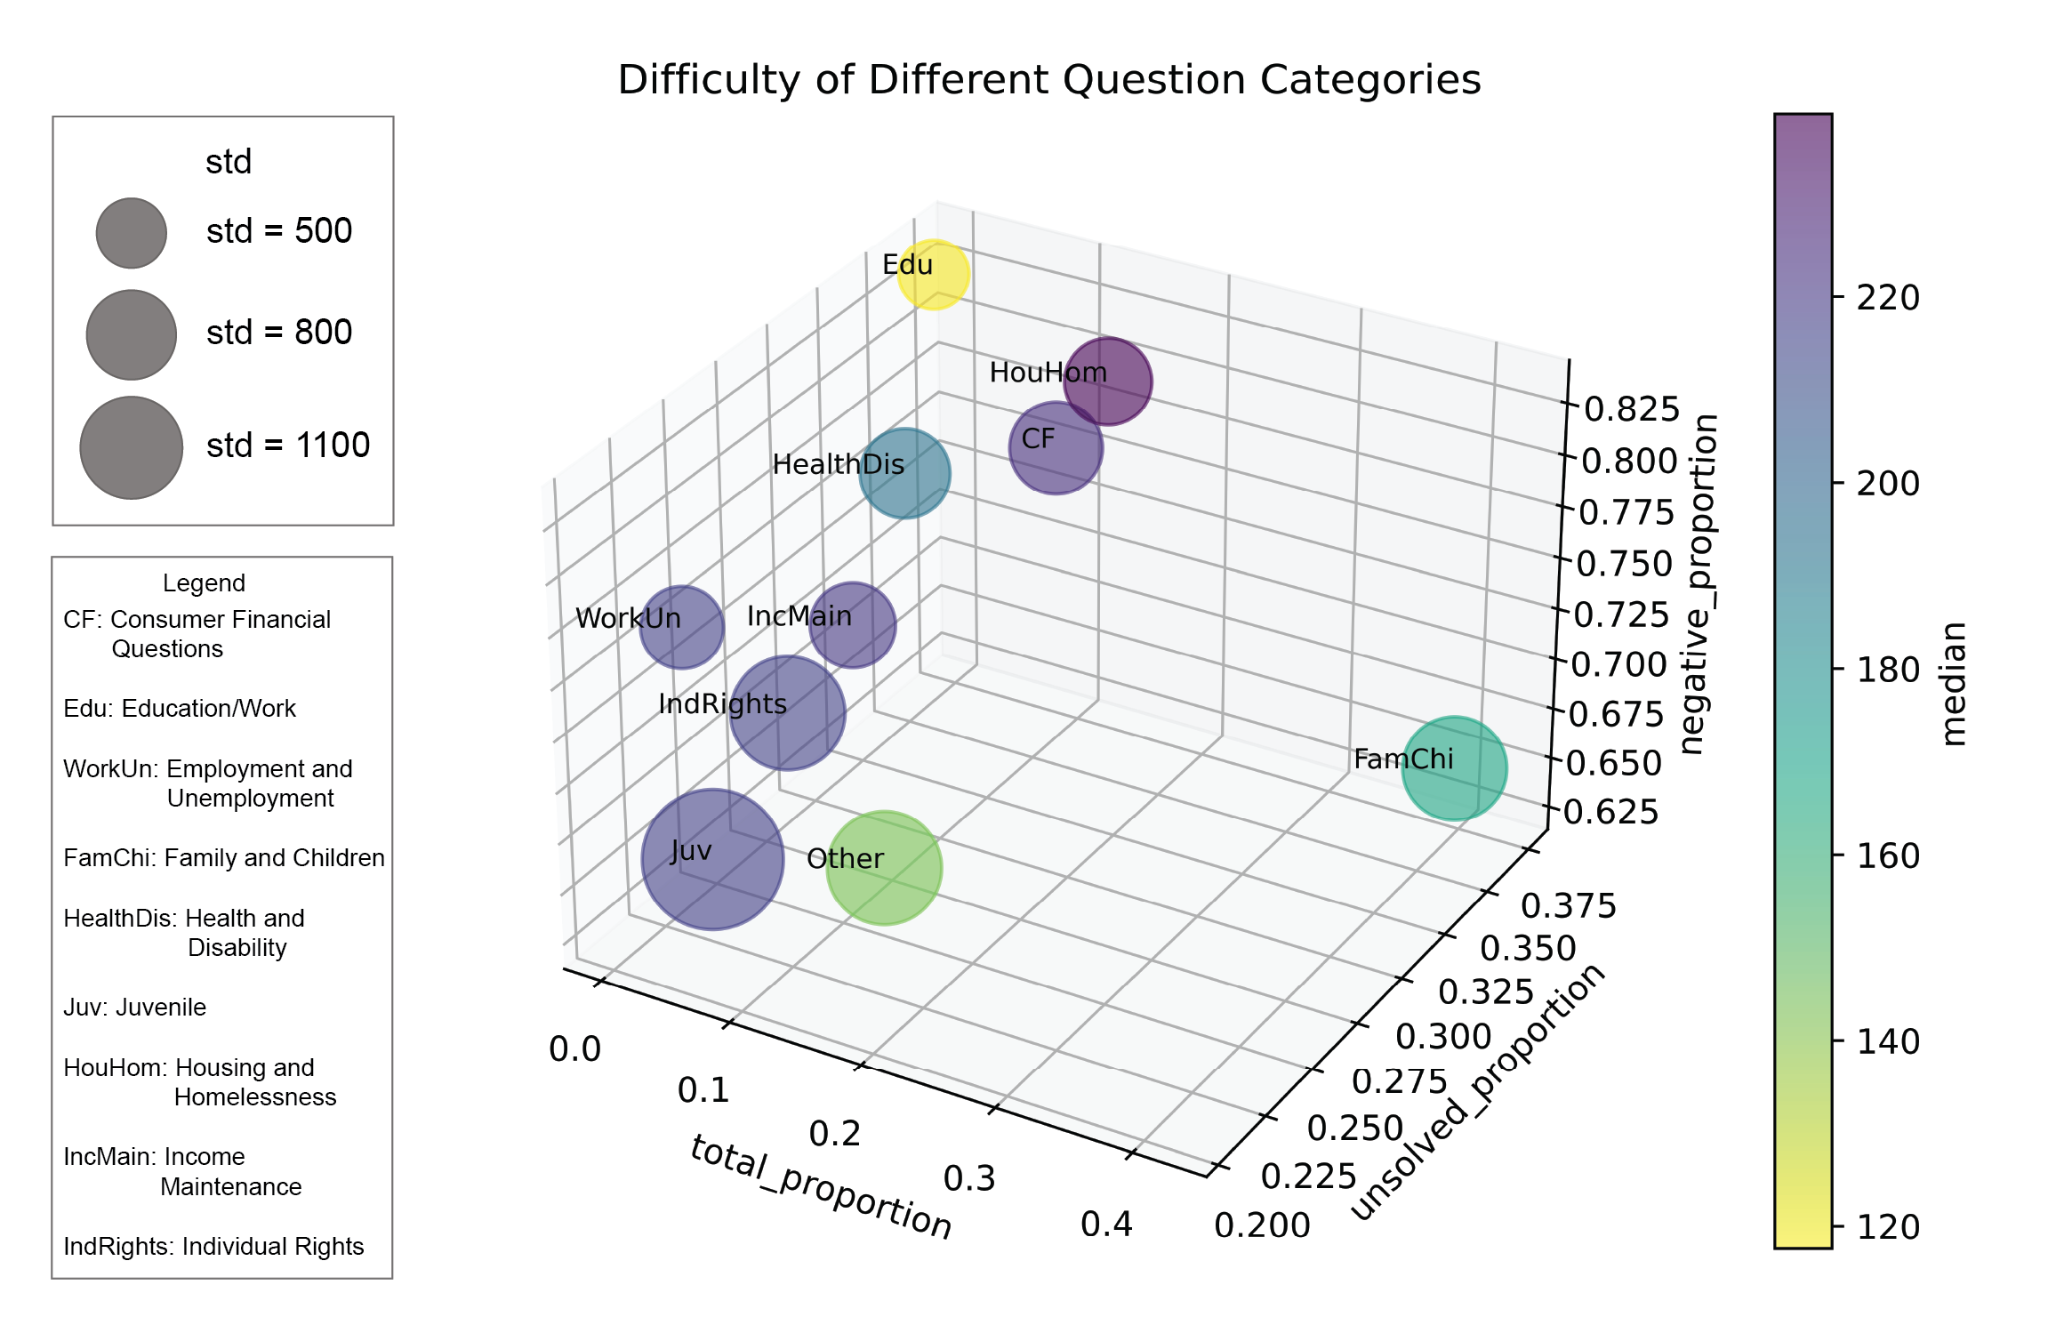 Difficulty of Different Question Categories
std
std = 500
std = 800
std = 1100
Legend
CF: Consumer Financial
Questions
Edu: Education/Work
WorkUn: Employment and
Unemployment
FamChi: Family and Children
HealthDis: Health and
Disability
Juv: Juvenile
HouHom: Housing and
Homelessness
IncMain: Income
Maintenance
IndRights: Individual Rights
Edu
HouHom
CF
HealthDis
WorkUn
IncMain
IndRights
FamChi
Juv
Other
0.0
0.1
0.2
0.3
0.4
total_proportion
0.200
0.225
0.250
0.275
0.300
0.325
0.350
0.375
unsolved_proportion
0.825
0.800
0.775
0.750
0.725
0.700
0.675
0.650
0.625
negative_proportion
220
200
180
160
140
120
median